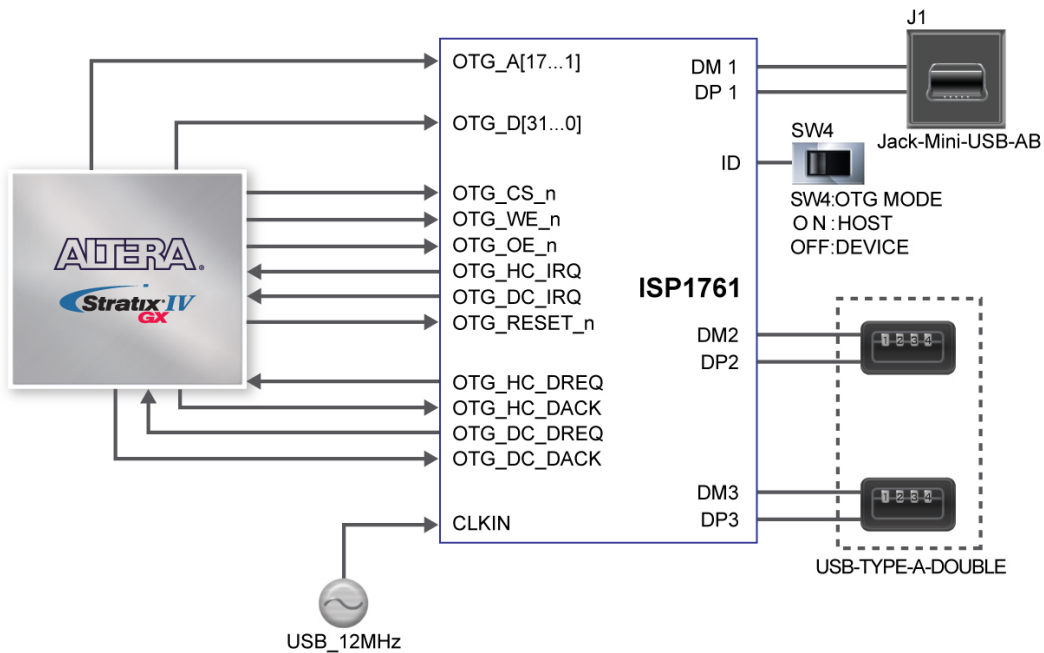 J1
OTG_A[17...1]
DM 1
DP 1
OTG_D[31...0]
Jack-Mini-USB-AB
SW4
ID
OTG_CS_n
SW4:OTG MODE
OTG_WE_n
O N :HOST
OTG_OE_n
OFF:DEVICE
ALTERA.
OTG_HC_IRQ
Stratix IV
GX
OTG_DC_IRQ
ISP1761
OTG_RESET_n
DM2
1 2 3 4
DP2
OTG_HC_DREQ
OTG_HC_DACK
OTG_DC_DREQ
OTG_DC_DACK
DM3
1 2 3 4
DP3
CLKIN
USB-TYPE-A-DOUBLE
USB_12MHz